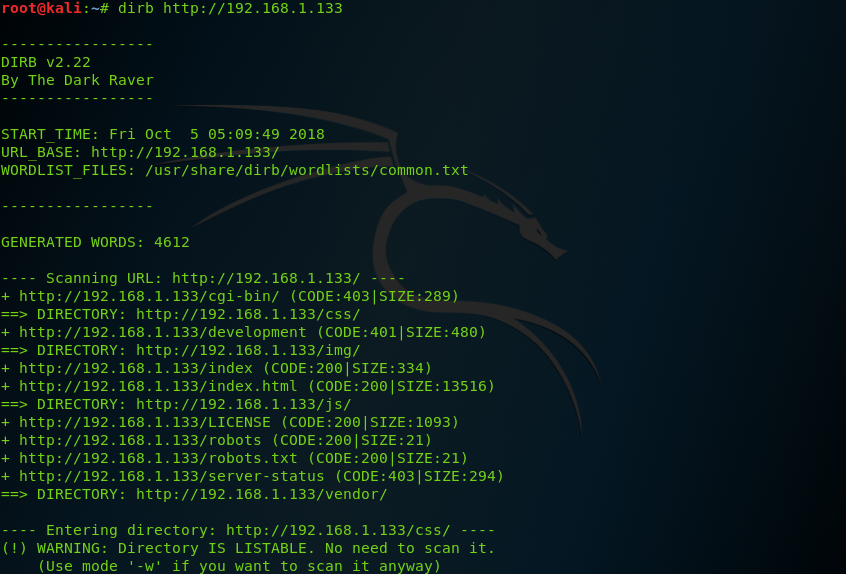 root@kali:~# dirb http://192.168.1.133
-----------------
DIRB v2.22
By The Dark Raver
-----------------
START_TIME: Fri Oct  5 05:09:49 2018
URL_BASE: http://192.168.1.133/
WORDLIST_FILES: /usr/share/dirb/wordlists/common.txt
-----------------
GENERATED WORDS: 4612
---- Scanning URL: http://192.168.1.133/ ----
+ http://192.168.1.133/cgi-bin/ (CODE:403|SIZE:289)
==> DIRECTORY: http://192.168.1.133/css/
+ http://192.168.1.133/development (CODE:401|SIZE:480)
==> DIRECTORY: http://192.168.1.133/img/
+ http://192.168.1.133/index (CODE:200|SIZE:334)
+ http://192.168.1.133/index.html (CODE:200|SIZE:13516)
==> DIRECTORY: http://192.168.1.133/js/
+ http://192.168.1.133/LICENSE (CODE:200|SIZE:1093)
+ http://192.168.1.133/robots (CODE:200|SIZE:21)
+ http://192.168.1.133/robots.txt (CODE:200|SIZE:21)
+ http://192.168.1.133/server-status (CODE:403|SIZE:294)
==> DIRECTORY: http://192.168.1.133/vendor/
---- Entering directory: http://192.168.1.133/css/ ----
(!) WARNING: Directory IS LISTABLE. No need to scan it.
    (Use mode '-w' if you want to scan it anyway)